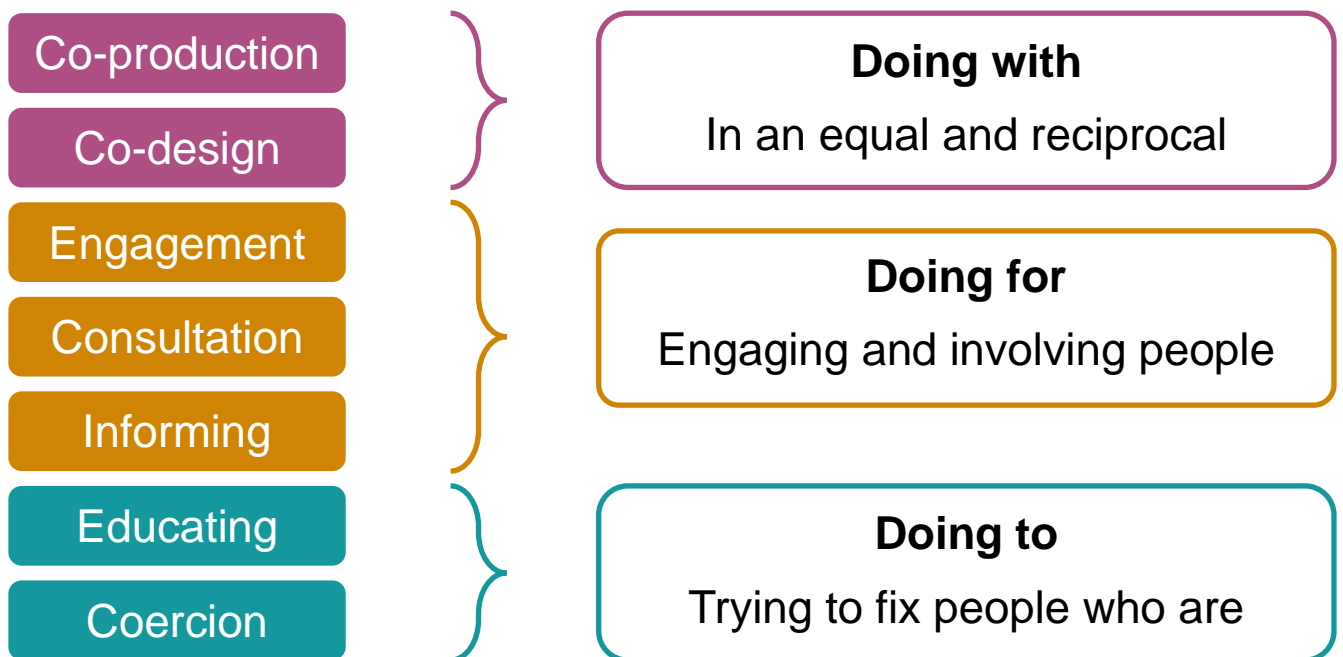 Co-production
Co-design
Engagement
Consultation
Informing
Educating
Coercion
Doing with
In an equal and reciprocal
Doing for
Engaging and involving people
Doing to
Trying to fix people who are